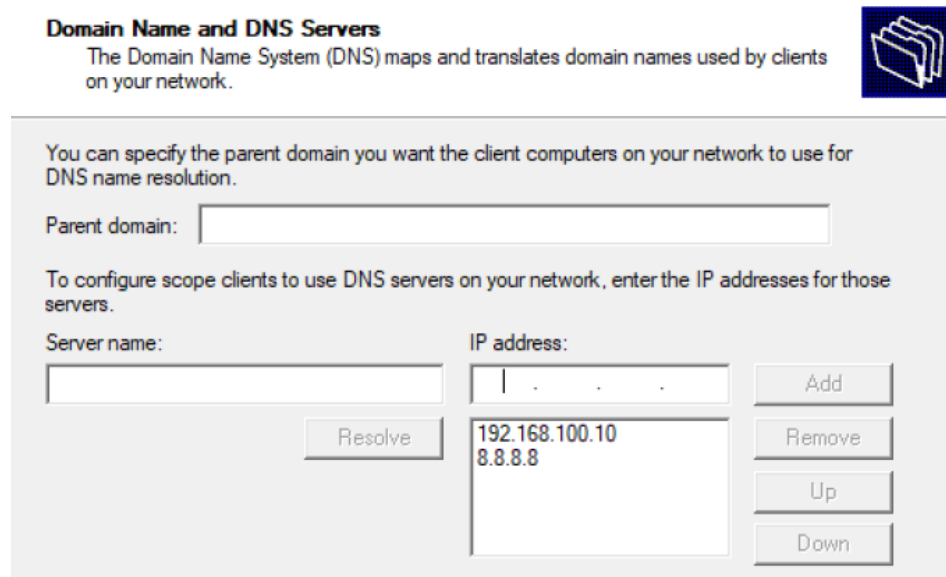 Domain Name and DNS Servers
The Domain Name System (DNS) maps and translates domain names used by clients
on your network.
You can specify the parent domain you want the client computers on your network to use for
DNS name resolution.
Parent domain:
To configure scope clients to use DNS servers on your network, enter the IP addresses for those
servers.
Server name:
IP address:
. . .
Add
Resolve
192.168.100.10
8.8.8.8
Remove
Up
Down